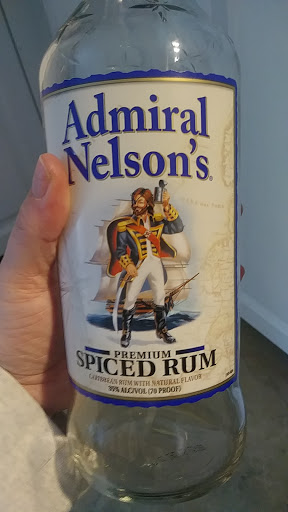 Admiral
Nelson's®
PREMIUM
SPICED RUM
CARIBBEAN RUM WITH NATURAL FLAVOR
35% ALC/VOL (70 PROOF)